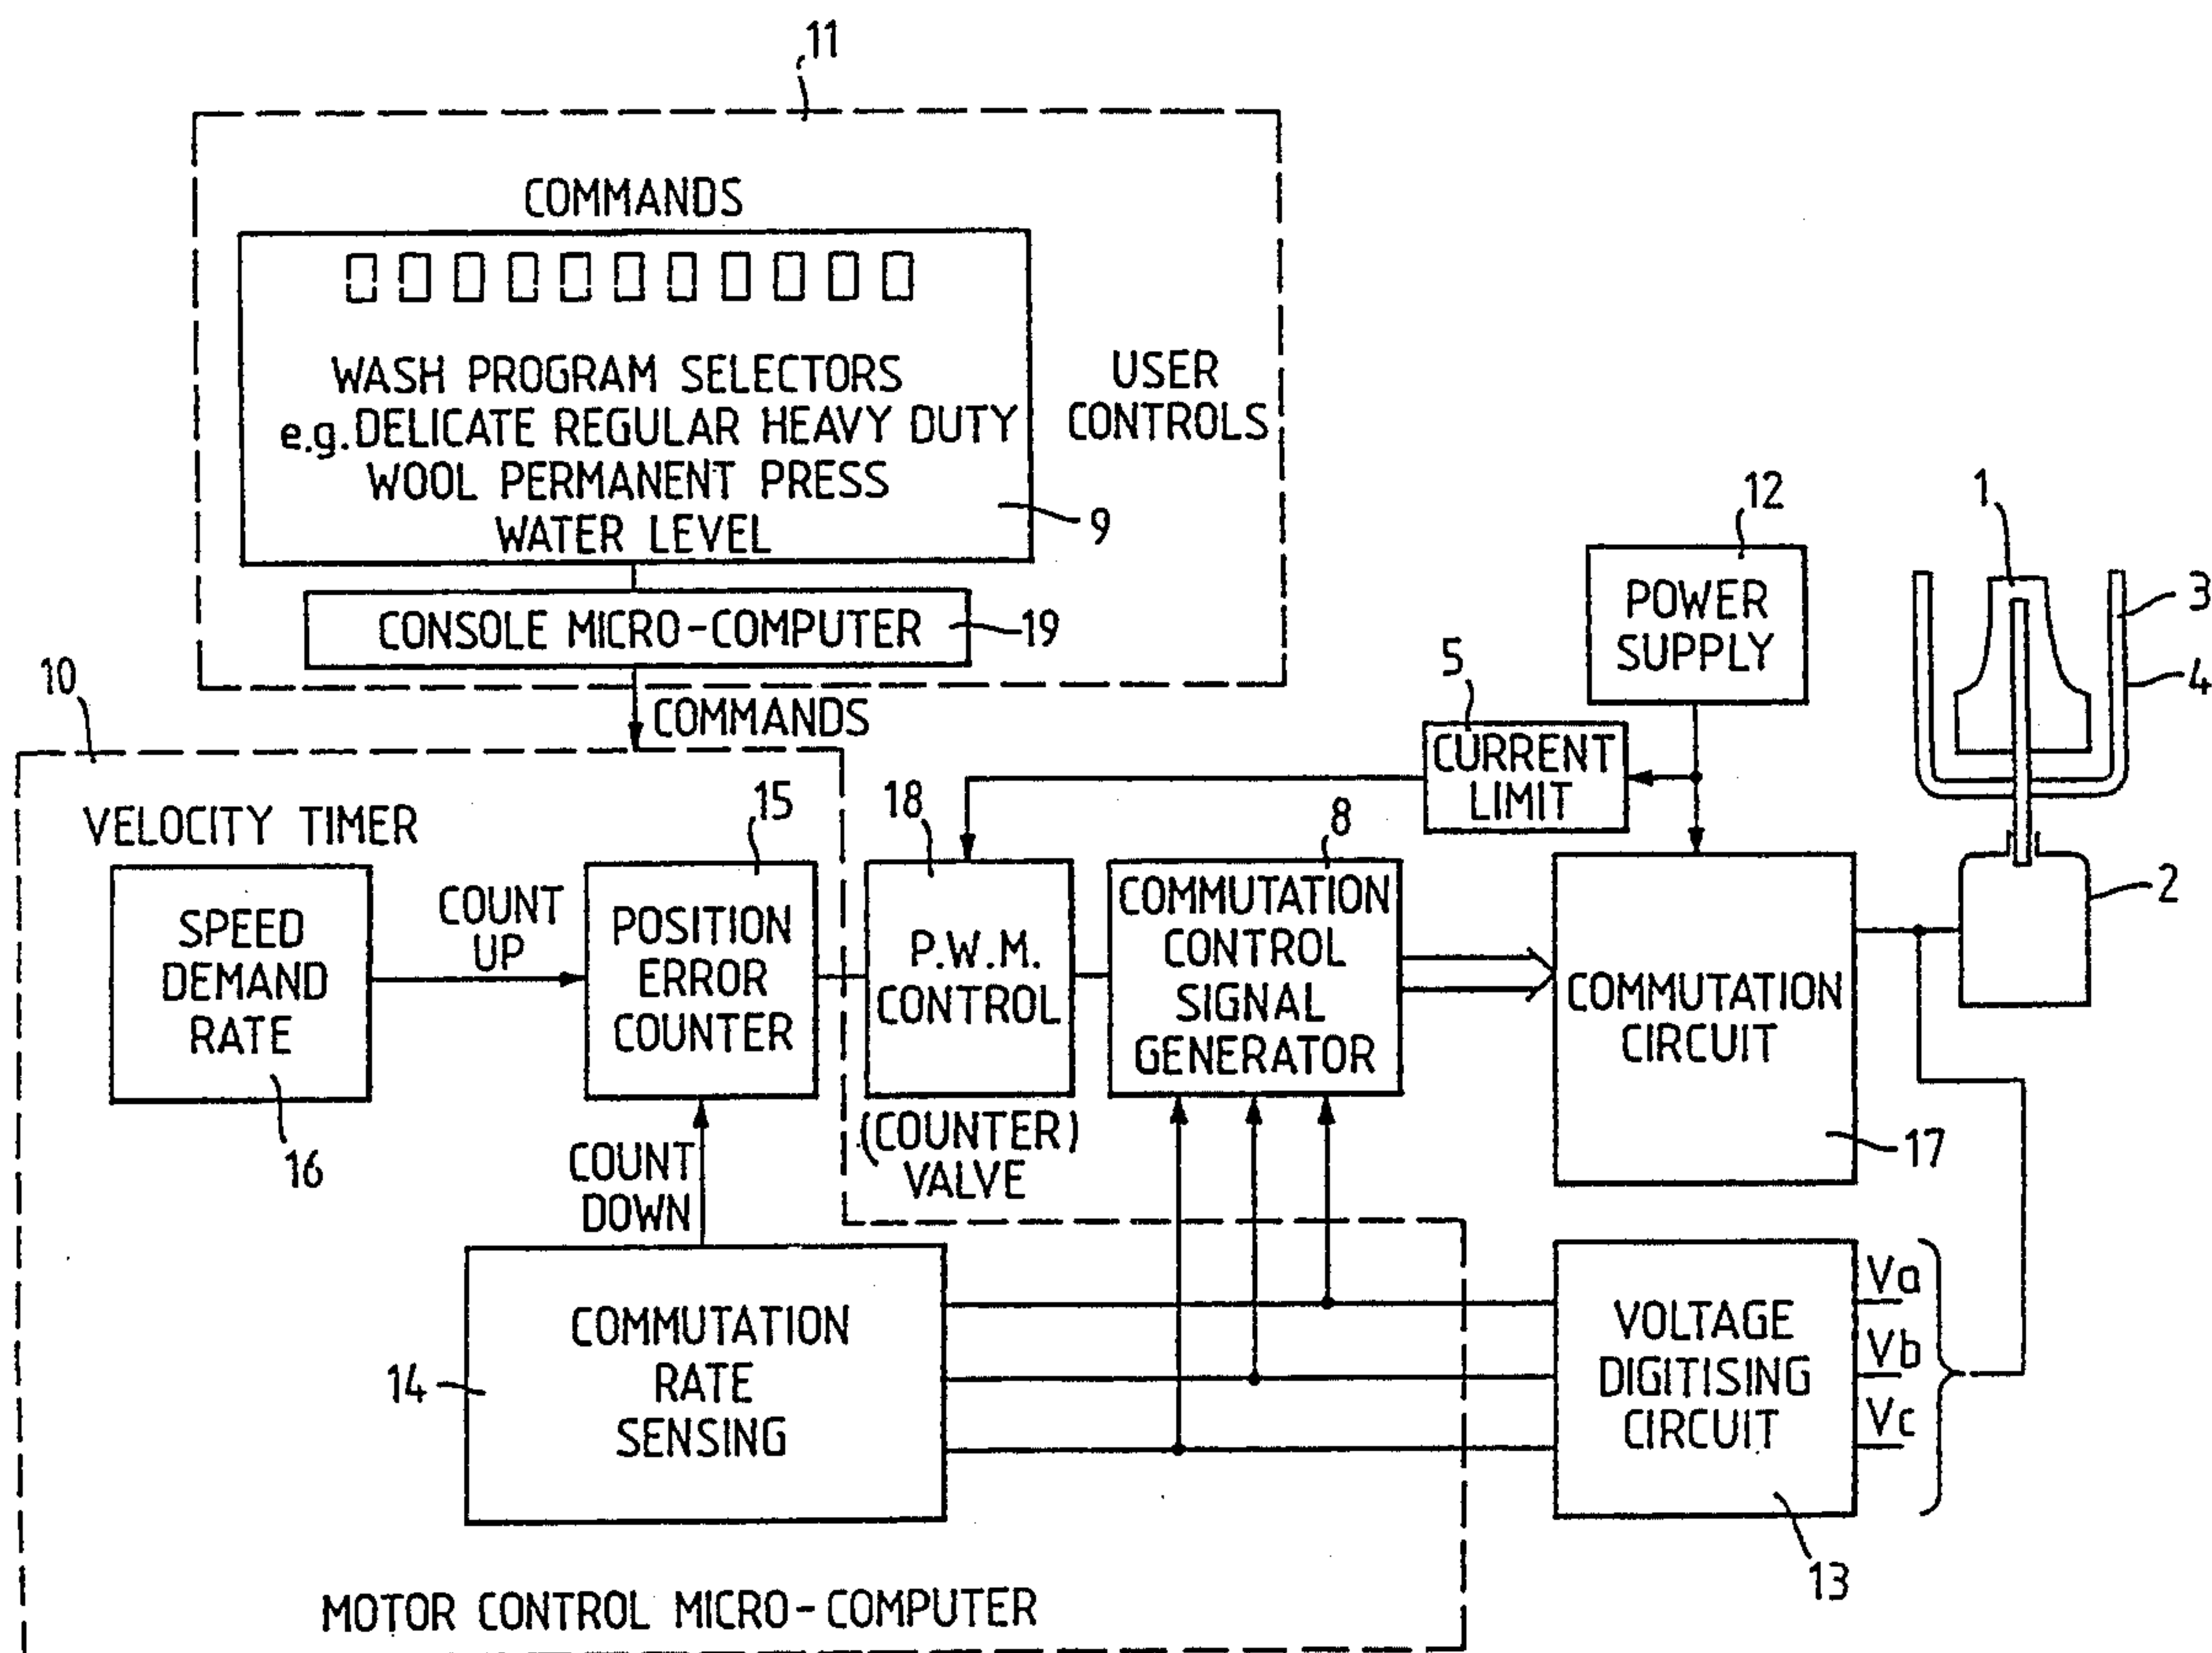 11
COMMANDS
WASH PROGRAM SELECTORS
e.g. DELICATE REGULAR HEAVY DUTY
WOOL PERMANENT PRESS
WATER LEVEL
9
USER
CONTROLS
CONSOLE MICRO-COMPUTER
19
COMMANDS
10
12
POWER
SUPPLY
1
3
4
5
CURRENT
LIMIT
VELOCITY TIMER
SPEED
DEMAND
RATE
16
COUNT
UP
15
POSITION
ERROR
COUNTER
18
P.W.M.
CONTROL
(COUNTER)
VALVE
8
COMMUTATION
CONTROL
SIGNAL
GENERATOR
COMMUTATION
CIRCUIT
17
2
COUNT
DOWN
14
COMMUTATION
RATE
SENSING
VOLTAGE
DIGITISING
CIRCUIT
13
Va
Vb
Vc
MOTOR CONTROL MICRO-COMPUTER